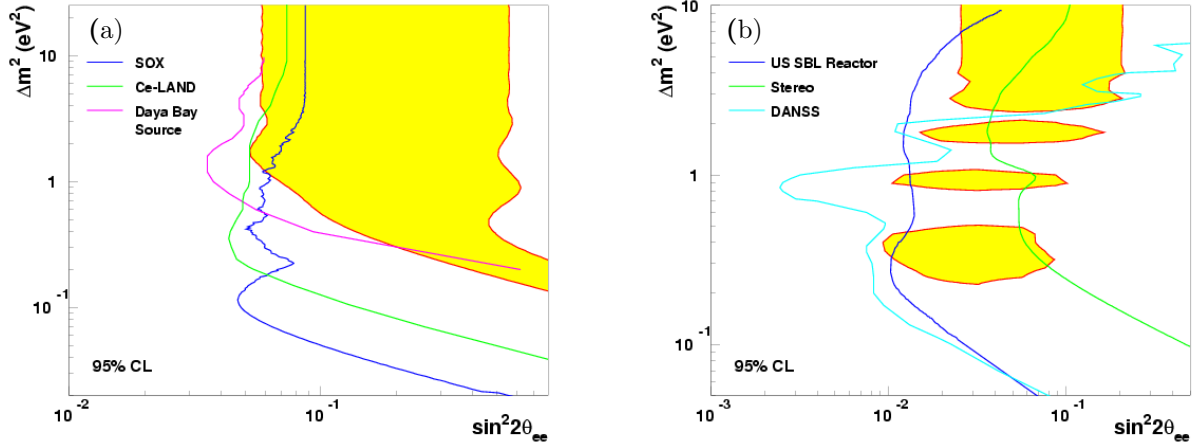 (a)
Δm² (eV²)
10
1
10⁻¹
SOX
Ce-LAND
Daya Bay
Source
95% CL
10⁻²
10⁻¹
sin²2θee
(b)
Δm² (eV²)
10
1
10⁻¹
US SBL Reactor
Stereo
DANSS
95% CL
10⁻³
10⁻²
10⁻¹
sin²2θee